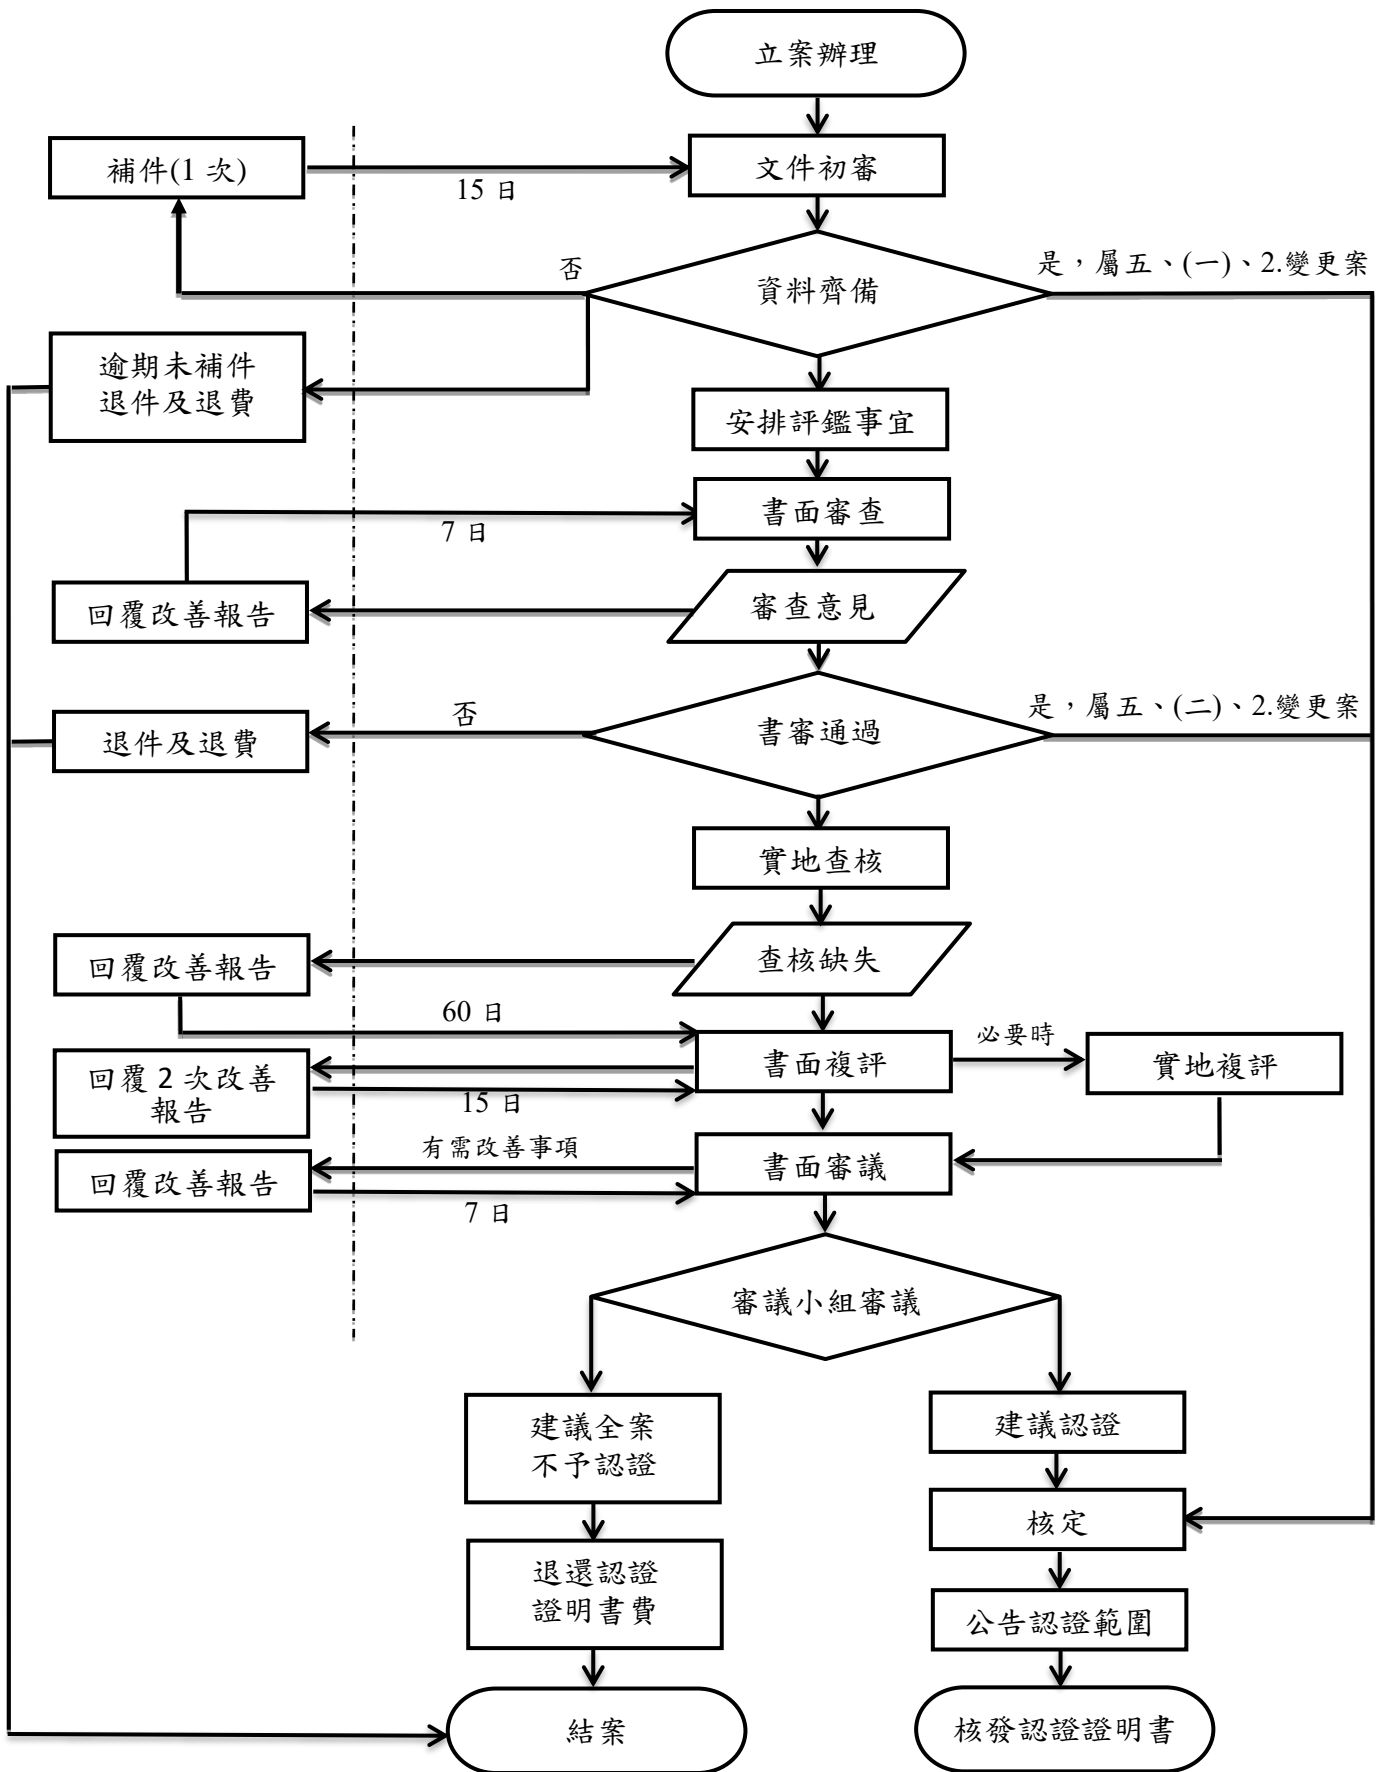 立案辦理
補件(1 次)
15 日
文件初審
否
資料齊備
是，屬五、(一)、2.變更案
逾期未補件
退件及退費
安排評鑑事宜
7 日
書面審查
回覆改善報告
審查意見
退件及退費
否
書審通過
是，屬五、(二)、2.變更案
實地查核
回覆改善報告
查核缺失
60 日
書面複評
必要時
實地複評
回覆 2 次改善
報告
15 日
有需改善事項
書面審議
回覆改善報告
7 日
審議小組審議
建議全案
不予認證
建議認證
核定
退還認證
證明書費
公告認證範圍
結案
核發認證證明書